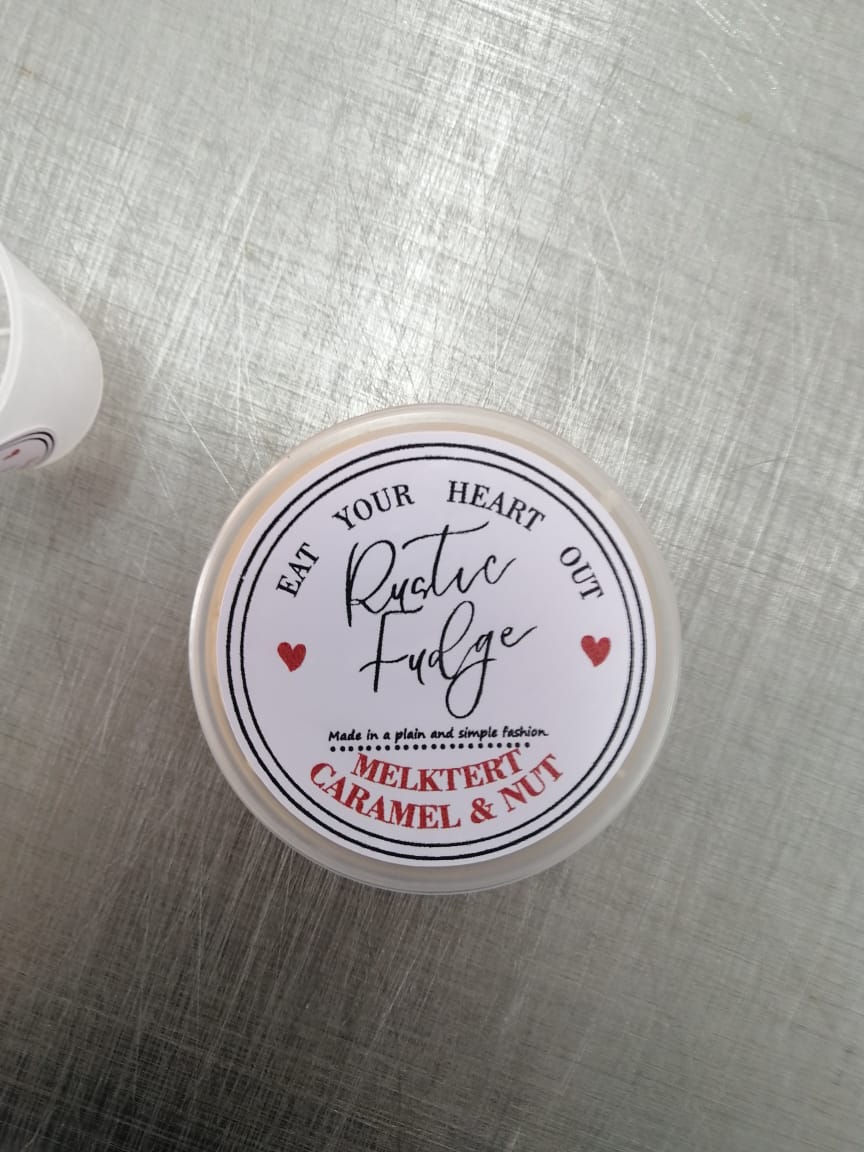 EAT YOUR HEART OUT
Rustic
Fudge
Made in a plain and simple fashion
MELKTERT
CARAMEL & NUT